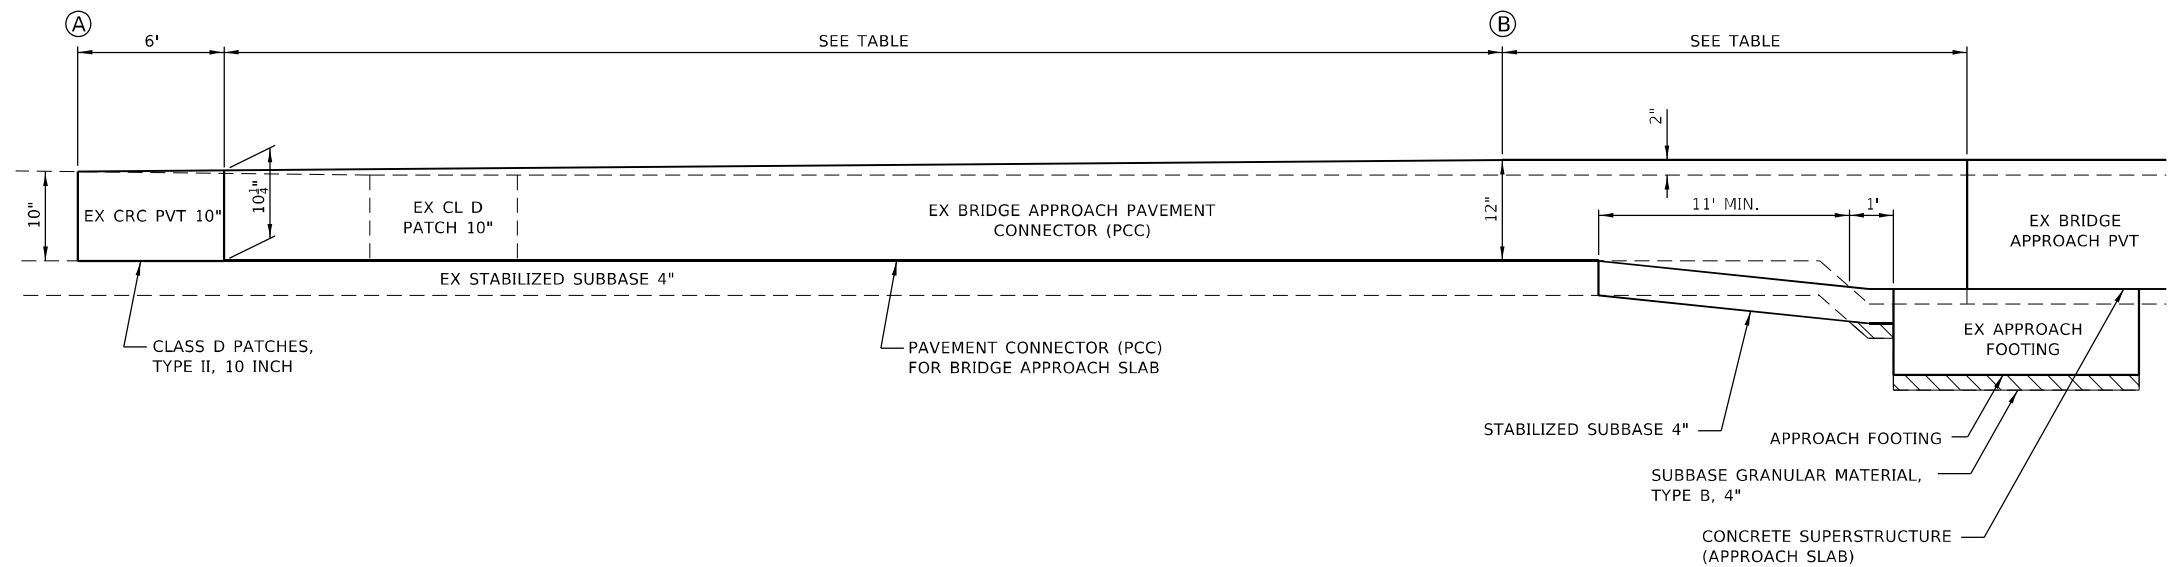 A
B
6'
SEE TABLE
SEE TABLE
2"
10"
EX CRC PVT 10"
10 1/4"
EX CL D
PATCH 10"
EX BRIDGE APPROACH PAVEMENT
CONNECTOR (PCC)
12"
11' MIN.
1'
EX BRIDGE
APPROACH PVT
EX STABILIZED SUBBASE 4"
EX APPROACH
FOOTING
CLASS D PATCHES,
TYPE II, 10 INCH
PAVEMENT CONNECTOR (PCC)
FOR BRIDGE APPROACH SLAB
STABILIZED SUBBASE 4"
APPROACH FOOTING
SUBBASE GRANULAR MATERIAL,
TYPE B, 4"
CONCRETE SUPERSTRUCTURE
(APPROACH SLAB)